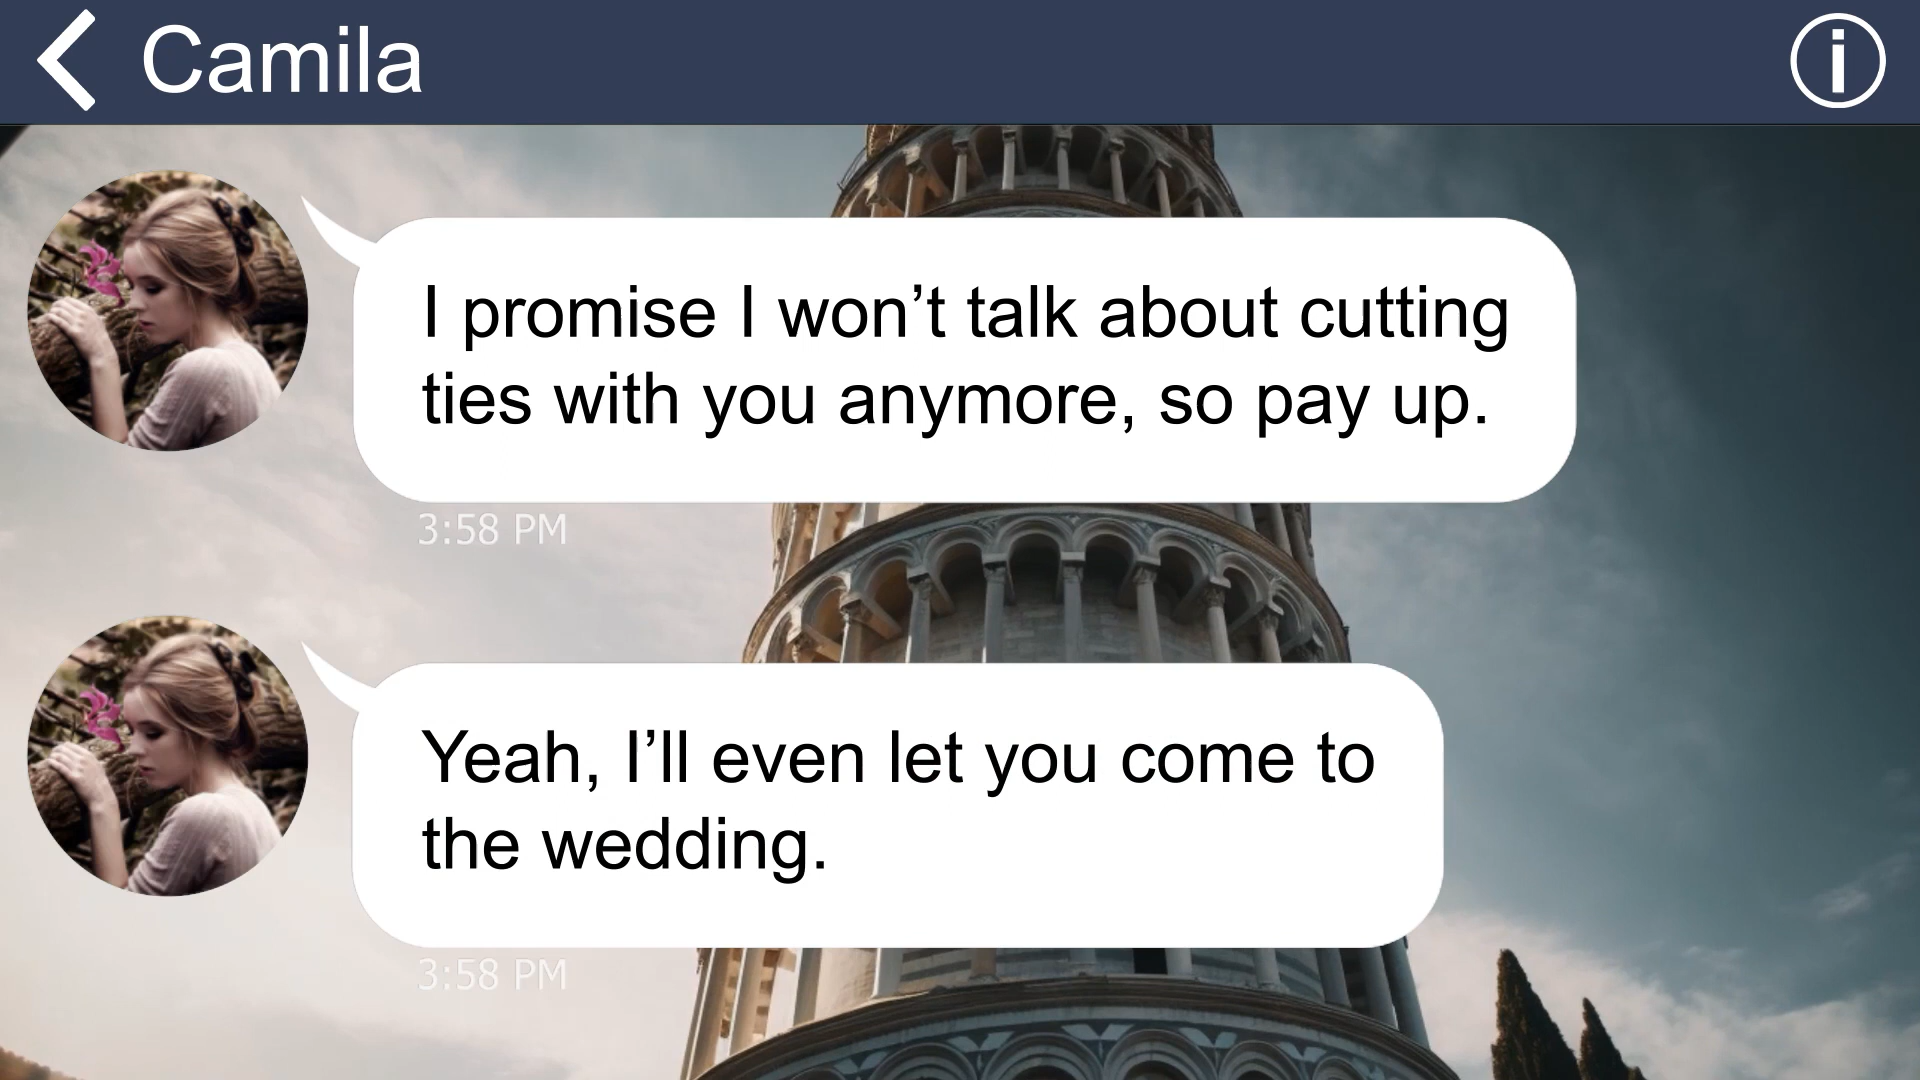 Camila
I promise I won’t talk about cutting
ties with you anymore, so pay up.
3:58 PM
Yeah, I’ll even let you come to
the wedding.
3:58 PM